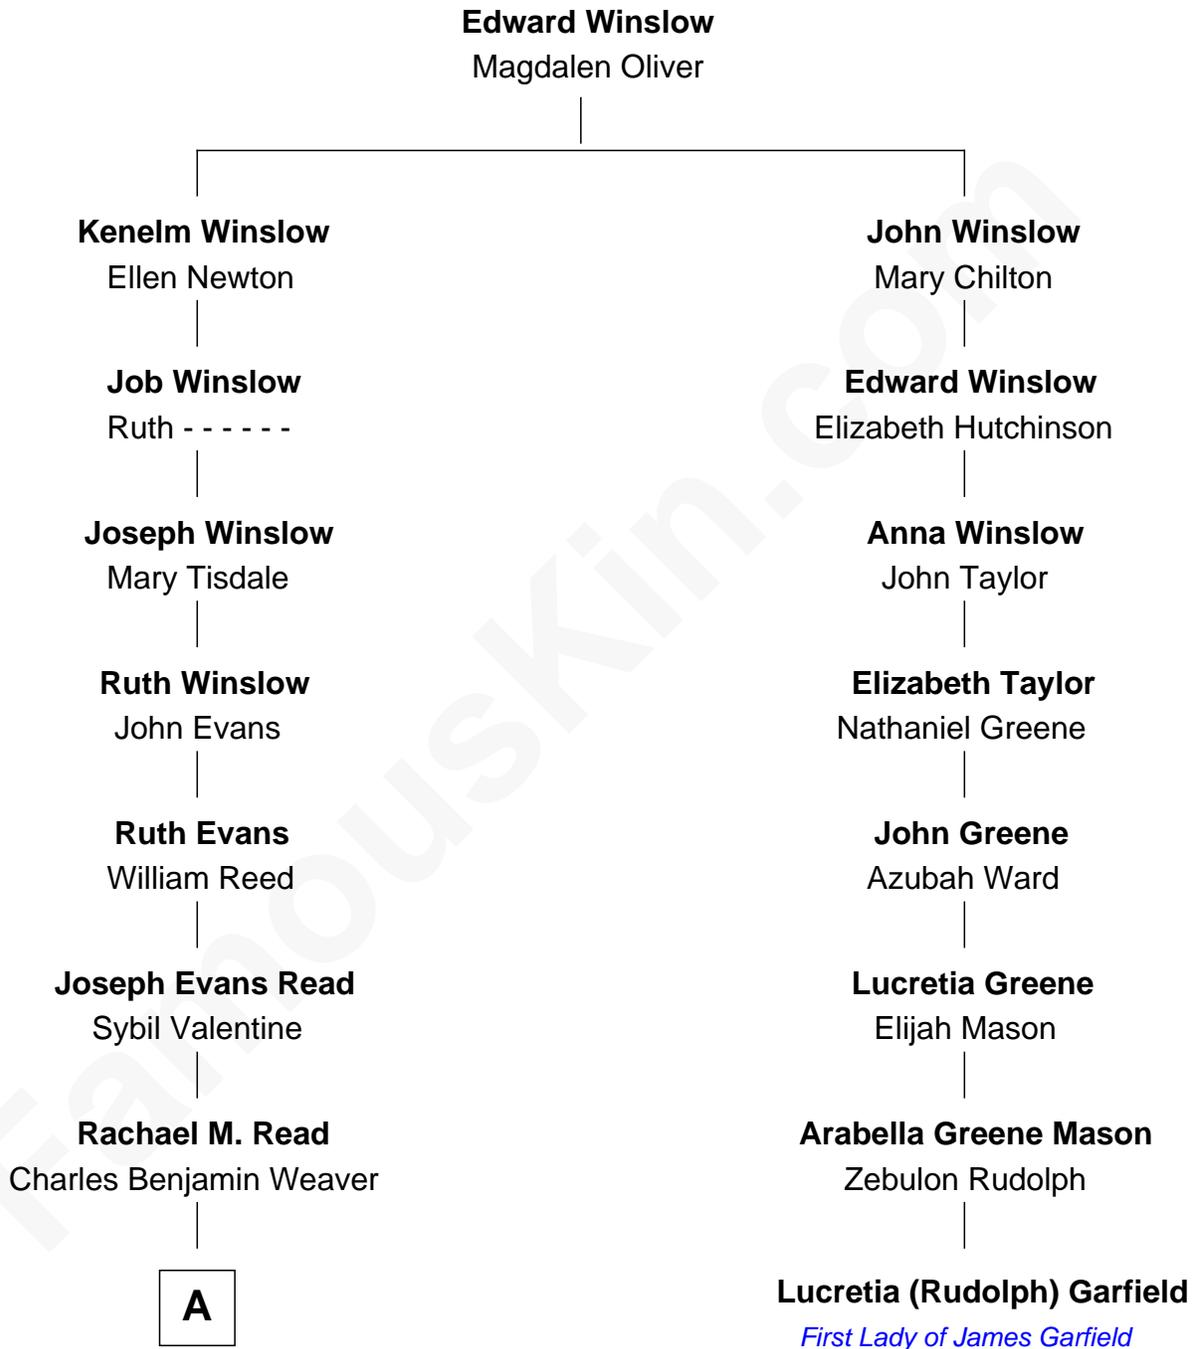 Edward Winslow
Magdalen Oliver
Kenelm Winslow
Ellen Newton
Job Winslow
Ruth - - - - - -
Joseph Winslow
Mary Tisdale
Ruth Winslow
John Evans
Ruth Evans
William Reed
Joseph Evans Read
Sybil Valentine
Rachael M. Read
Charles Benjamin Weaver
A
John Winslow
Mary Chilton
Edward Winslow
Elizabeth Hutchinson
Anna Winslow
John Taylor
Elizabeth Taylor
Nathaniel Greene
John Greene
Azubah Ward
Lucretia Greene
Elijah Mason
Arabella Greene Mason
Zebulon Rudolph
Lucretia (Rudolph) Garfield
First Lady of James Garfield
FamousKin.com